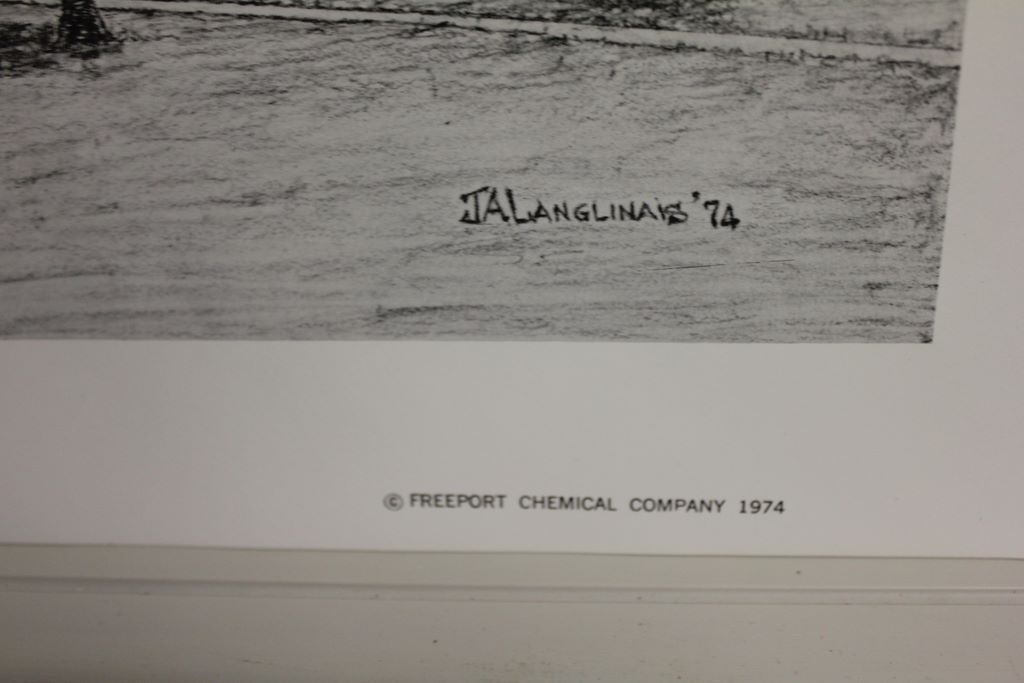 JALANGLINAIS '74
© FREEPORT CHEMICAL COMPANY 1974